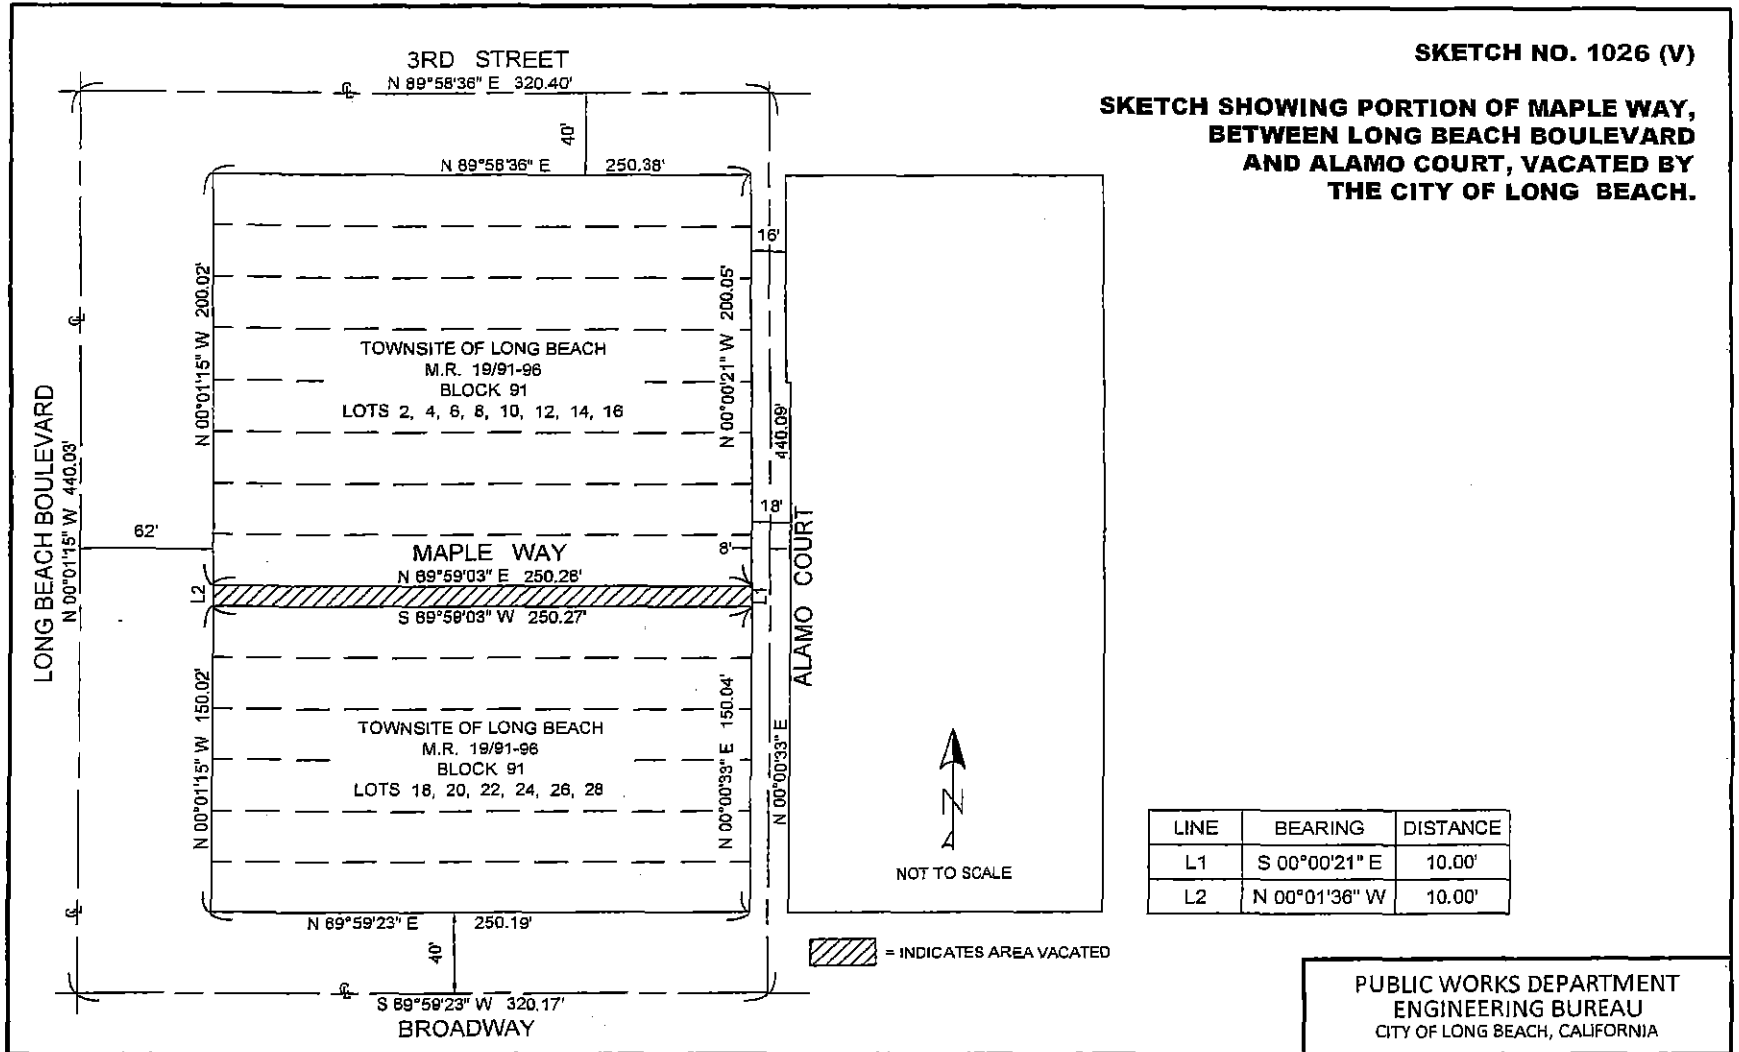 SKETCH NO. 1026 (V)
SKETCH SHOWING PORTION OF MAPLE WAY,
BETWEEN LONG BEACH BOULEVARD
AND ALAMO COURT, VACATED BY
THE CITY OF LONG BEACH.
3RD STREET
N 89°58'36" E 320.40'
40'
N 89°58'36" E 250.38'
16'
N 00°01'15" W 200.02'
N 00°00'21" W 200.05'
TOWNSITE OF LONG BEACH
M.R. 19/91-96
BLOCK 91
LOTS 2, 4, 6, 8, 10, 12, 14, 16
440.09'
LONG BEACH BOULEVARD
N 00°01'15" W 440.03'
62'
18'
8'
MAPLE WAY
N 89°59'03" E 250.26'
L2
L1
S 89°59'03" W 250.27'
ALAMO COURT
N 00°01'15" W 150.02'
N 00°00'33" E 150.04'
N 00°00'33" E
TOWNSITE OF LONG BEACH
M.R. 19/91-96
BLOCK 91
LOTS 18, 20, 22, 24, 26, 28
N
NOT TO SCALE
LINE BEARING DISTANCE
L1 S 00°00'21" E 10.00'
L2 N 00°01'36" W 10.00'
N 89°59'23" E 250.19'
40'
= INDICATES AREA VACATED
S 89°59'23" W 320.17'
BROADWAY
PUBLIC WORKS DEPARTMENT
ENGINEERING BUREAU
CITY OF LONG BEACH, CALIFORNIA